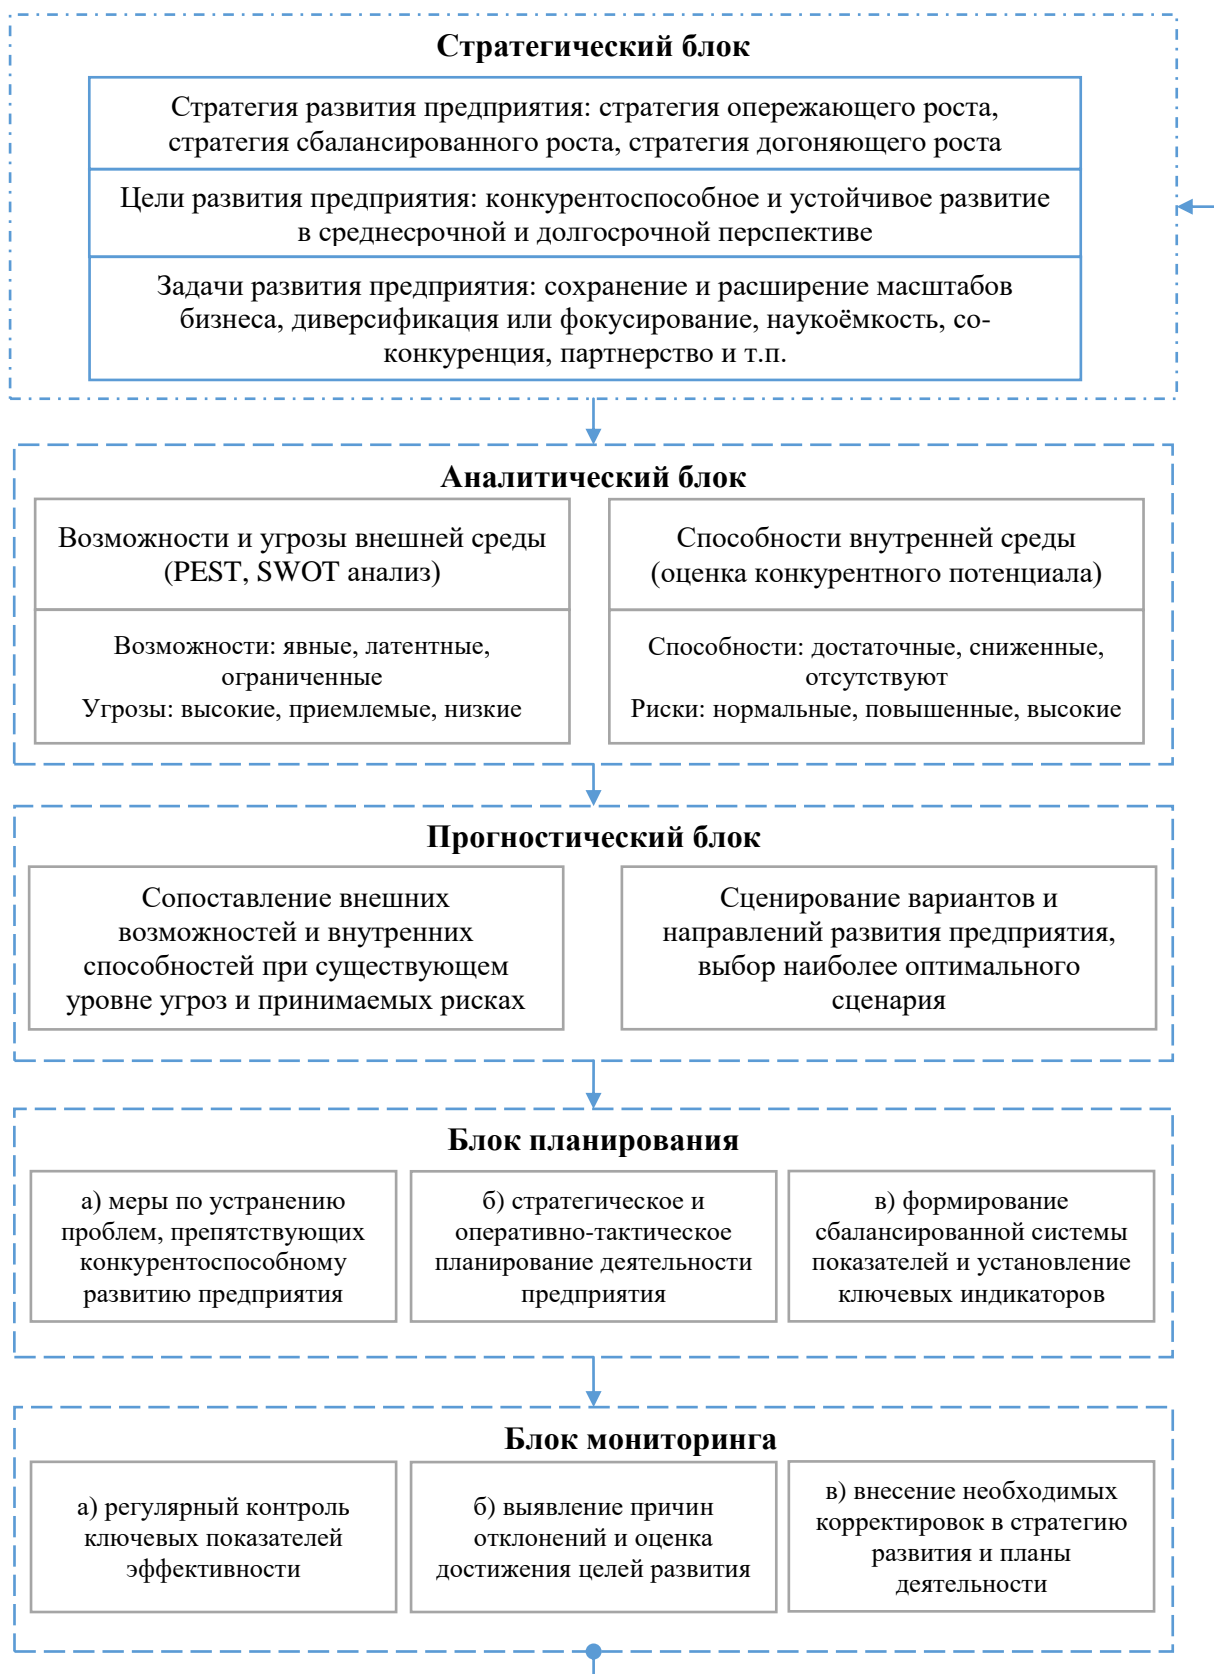 Стратегический блок
Стратегия развития предприятия: стратегия опережающего роста,
стратегия сбалансированного роста, стратегия догоняющего роста
Цели развития предприятия: конкурентоспособное и устойчивое развитие
в среднесрочной и долгосрочной перспективе
Задачи развития предприятия: сохранение и расширение масштабов
бизнеса, диверсификация или фокусирование, наукоёмкость, со-
конкуренция, партнерство и т.п.
Аналитический блок
Возможности и угрозы внешней среды
(PEST, SWOT анализ)
Возможности: явные, латентные,
ограниченные
Угрозы: высокие, приемлемые, низкие
Способности внутренней среды
(оценка конкурентного потенциала)
Способности: достаточные, сниженные,
отсутствуют
Риски: нормальные, повышенные, высокие
Прогностический блок
Сопоставление внешних
возможностей и внутренних
способностей при существующем
уровне угроз и принимаемых рисках
Сценирование вариантов и
направлений развития предприятия,
выбор наиболее оптимального
сценария
Блок планирования
а) меры по устранению
проблем, препятствующих
конкурентоспособному
развитию предприятия
б) стратегическое и
оперативно-тактическое
планирование деятельности
предприятия
в) формирование
сбалансированной системы
показателей и установление
ключевых индикаторов
Блок мониторинга
а) регулярный контроль
ключевых показателей
эффективности
б) выявление причин
отклонений и оценка
достижения целей развития
в) внесение необходимых
корректировок в стратегию
развития и планы
деятельности